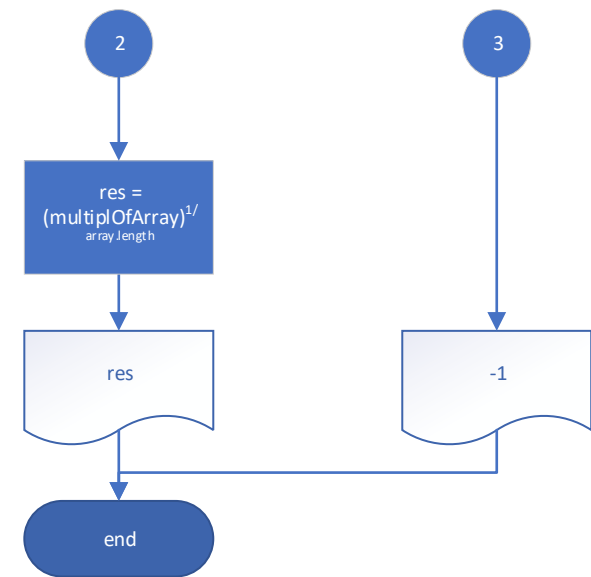 2
3
res =
(multiplOfArray)^1/
array.length
res
-1
end